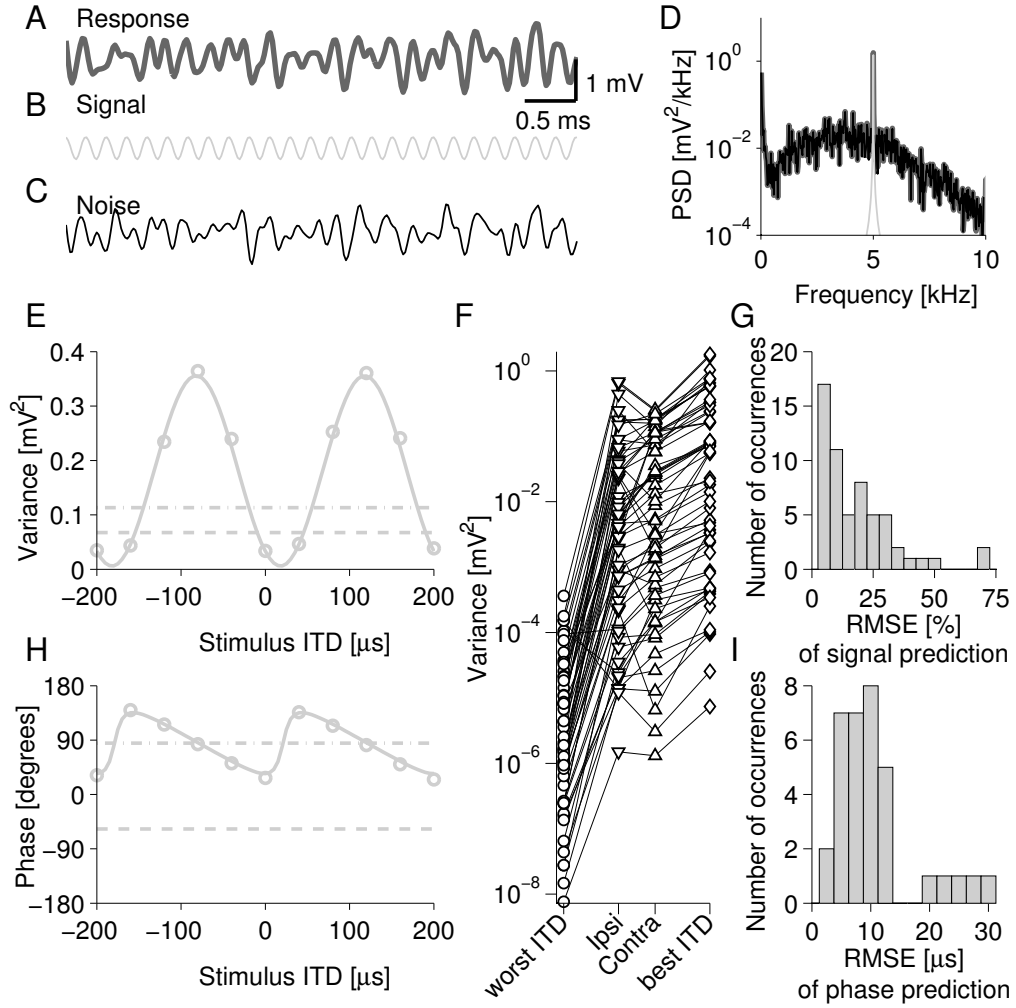 A
Response
1 mV
0.5 ms
B
Signal
C
Noise
D
PSD [mV²/kHz]
10⁰
10⁻²
10⁻⁴
0
5
10
Frequency [kHz]
E
Variance [mV²]
0.4
0.3
0.2
0.1
0
−200
−100
0
100
200
Stimulus ITD [µs]
F
Variance [mV²]
10⁰
10⁻²
10⁻⁴
10⁻⁶
10⁻⁸
worst ITD
Ipsi
Contra
best ITD
G
Number of occurrences
20
15
10
5
0
0
25
50
75
RMSE [%]
of signal prediction
H
Phase [degrees]
180
90
0
−90
−180
−200
−100
0
100
200
Stimulus ITD [µs]
I
Number of occurrences
8
6
4
2
0
0
10
20
30
RMSE [µs]
of phase prediction